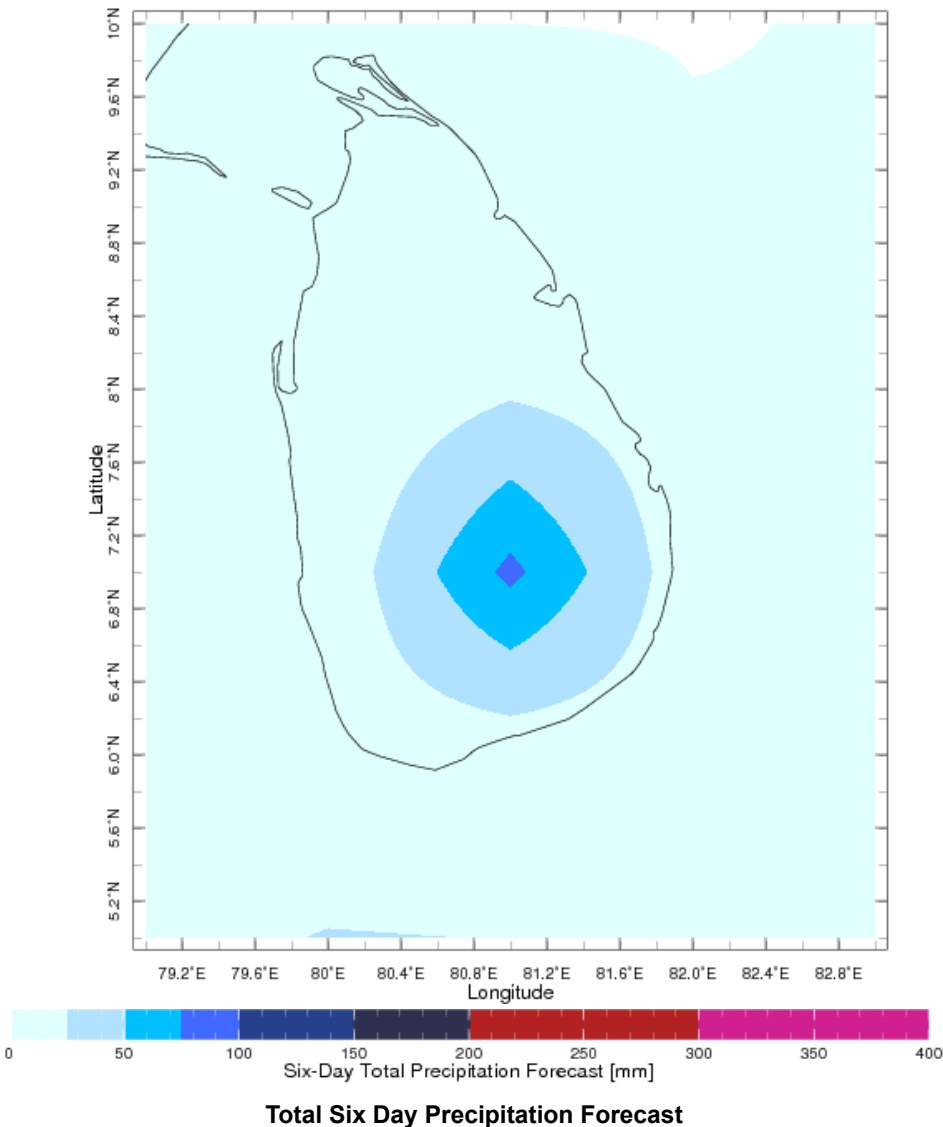 10°N
9.6°N
9.2°N
8.8°N
8.4°N
8°N
7.6°N
7.2°N
6.8°N
6.4°N
6.0°N
5.6°N
5.2°N
Latitude
79.2°E 79.6°E 80°E 80.4°E 80.8°E 81.2°E 81.6°E 82.0°E 82.4°E 82.8°E
Longitude
0 50 100 150 200 250 300 350 400
Six-Day Total Precipitation Forecast [mm]
Total Six Day Precipitation Forecast